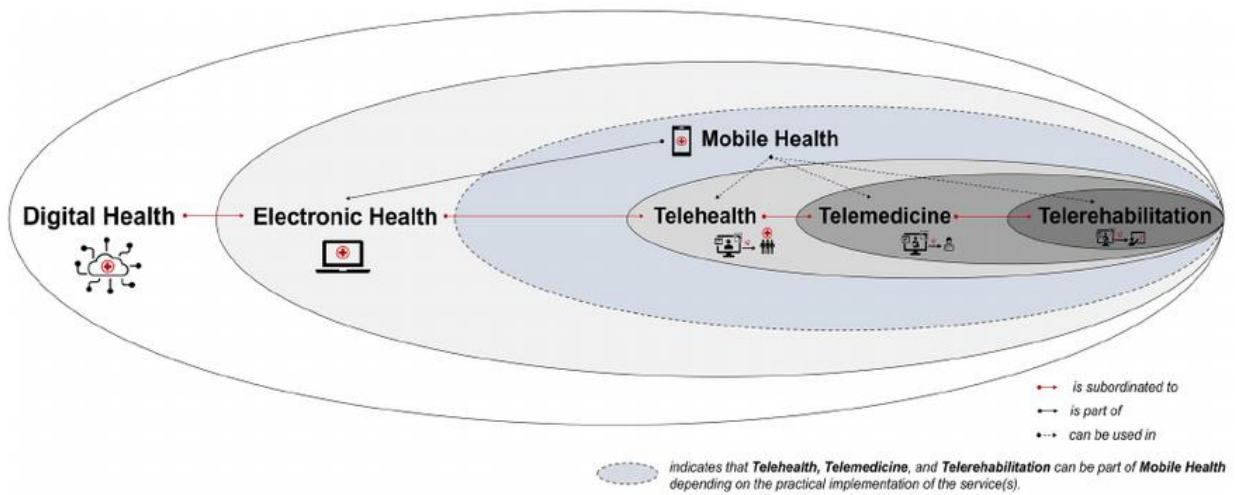 Mobile Health
Digital Health
Electronic Health
Telehealth
Telemedicine
Telerehabilitation
is subordinated to
is part of
can be used in
indicates that Telehealth, Telemedicine, and Telerehabilitation can be part of Mobile Health
depending on the practical implementation of the service(s).